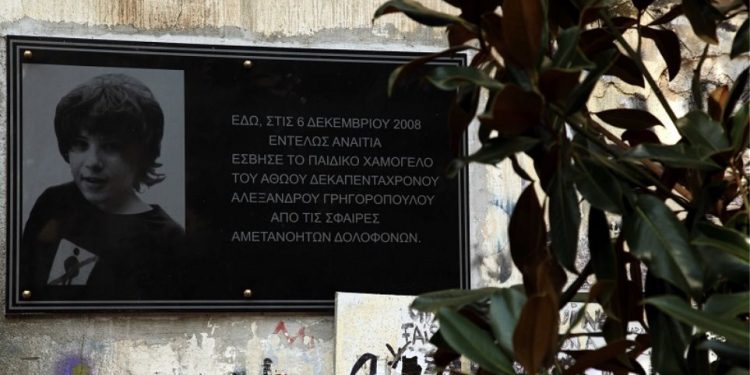 ΕΔΩ, ΣΤΙΣ 6 ΔΕΚΕΜΒΡΙΟΥ 2008
ΕΝΤΕΛΩΣ ΑΝΑΙΤΙΑ
ΕΣΒΗΣΕ ΤΟ ΠΑΙΔΙΚΟ ΧΑΜΟΓΕΛΟ
ΤΟΥ ΑΘΩΟΥ ΔΕΚΑΠΕΝΤΑΧΡΟΝΟΥ
ΑΛΕΞΑΝΔΡΟΥ ΓΡΗΓΟΡΟΠΟΥΛΟΥ
ΑΠΟ ΤΙΣ ΣΦΑΙΡΕΣ
ΑΜΕΤΑΝΟΗΤΩΝ ΔΟΛΟΦΟΝΩΝ.